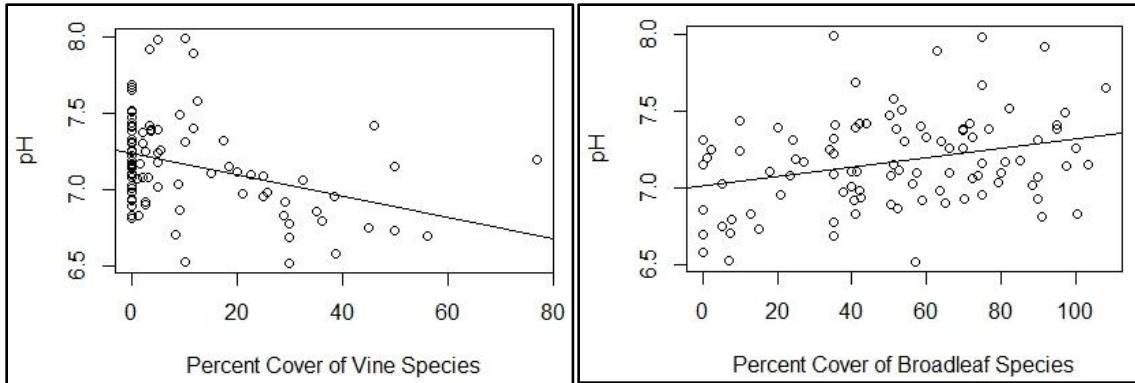 8.0
7.5
7.0
6.5
pH
0 20 40 60 80
Percent Cover of Vine Species
8.0
7.5
7.0
6.5
pH
0 20 40 60 80 100
Percent Cover of Broadleaf Species